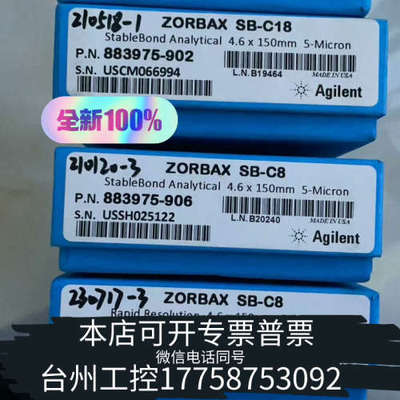 210518-1
ZORBAX SB-C18
StableBond Analytical 4.6 x 150mm 5-Micron
P.N. 883975-902
S.N. USCM066994
L.N. B19464
MADE IN USA
Agilent
全新100%
210120-3
ZORBAX SB-C8
StableBond Analytical 4.6 x 150mm 5-Micron
P.N. 883975-906
S.N. USSH025122
L.N. B20240
MADE IN USA
Agilent
230717-3
ZORBAX SB-C8
Rapid Resolution 4.6 x
本店可开专票普票
微信电话同号
台州工控17758753092